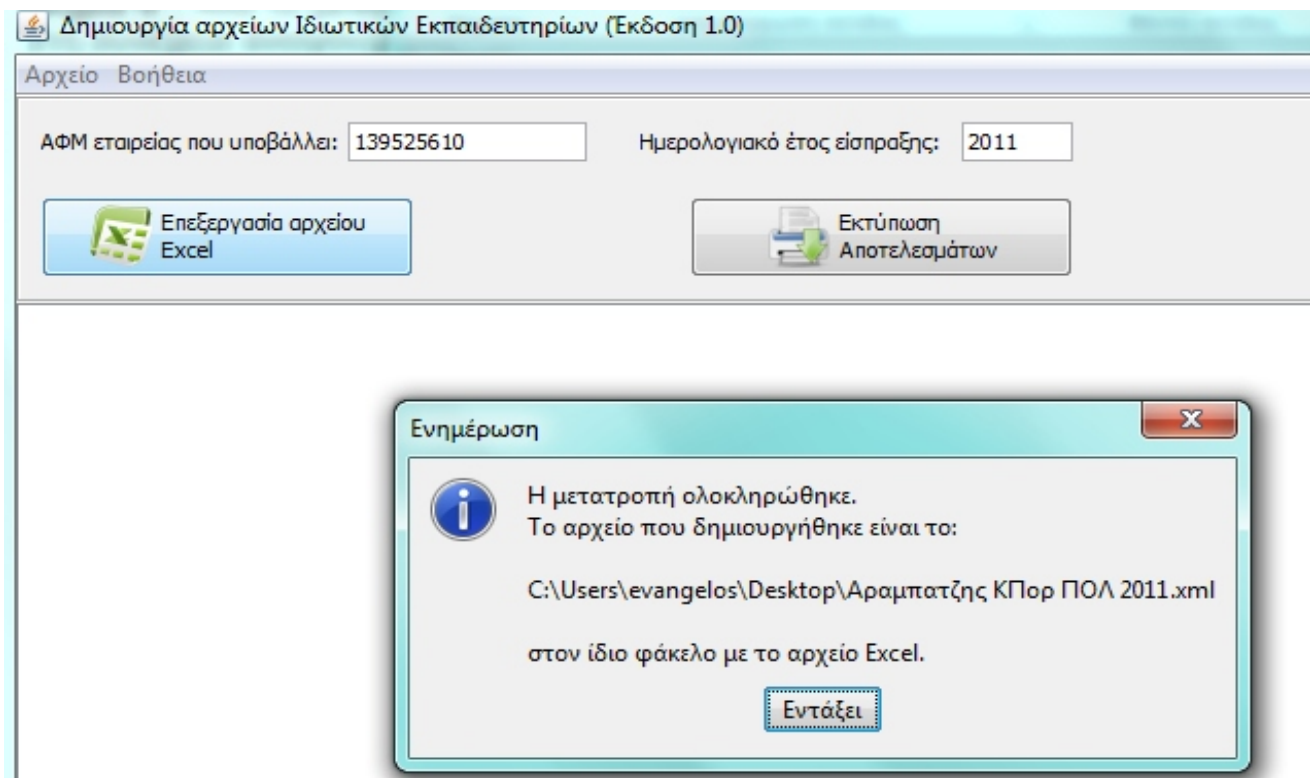 Δημιουργία αρχείων Ιδιωτικών Εκπαιδευτηρίων (Έκδοση 1.0)
Αρχείο Βοήθεια
ΑΦΜ εταιρείας που υποβάλλει: 139525610 Ημερολογιακό έτος είσπραξης: 2011
Επεξεργασία αρχείου
Excel
Εκτύπωση
Αποτελεσμάτων
Ενημέρωση
Η μετατροπή ολοκληρώθηκε.
Το αρχείο που δημιουργήθηκε είναι το:
C:\Users\evangelos\Desktop\Αραμπατζης ΚΠορ ΠΟΛ 2011.xml
στον ίδιο φάκελο με το αρχείο Excel.
Εντάξει